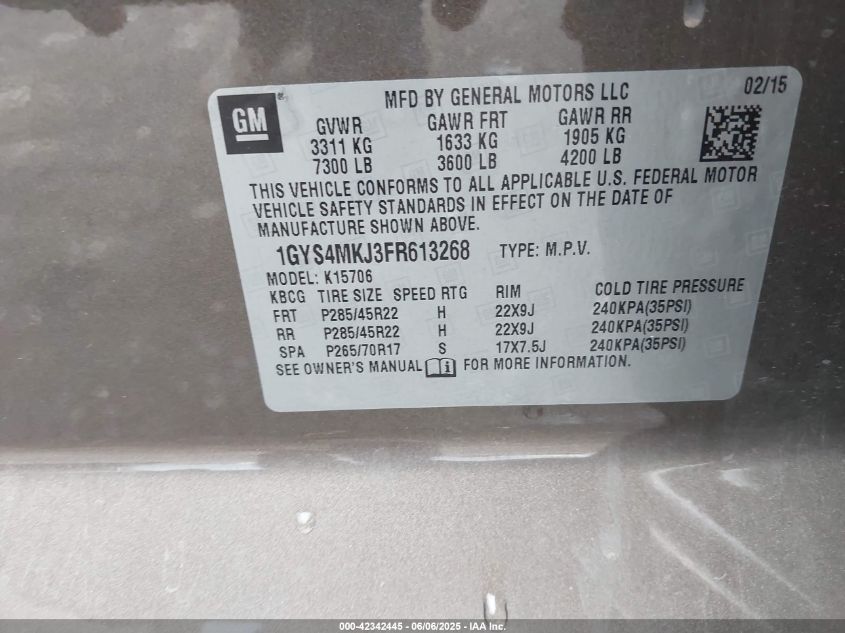 GM
MFD BY GENERAL MOTORS LLC 02/15
GVWR GAWR FRT GAWR RR
3311 KG 1633 KG 1905 KG
7300 LB 3600 LB 4200 LB
THIS VEHICLE CONFORMS TO ALL APPLICABLE U.S. FEDERAL MOTOR
VEHICLE SAFETY STANDARDS IN EFFECT ON THE DATE OF
MANUFACTURE SHOWN ABOVE.
1GYS4MKJ3FR613268 TYPE: M.P.V.
MODEL: K15706
KBCG TIRE SIZE SPEED RTG RIM COLD TIRE PRESSURE
FRT P285/45R22 H 22X9J 240KPA(35PSI)
RR P285/45R22 H 22X9J 240KPA(35PSI)
SPA P265/70R17 S 17X7.5J 240KPA(35PSI)
SEE OWNER'S MANUAL FOR MORE INFORMATION.
000-42342445 - 06/06/2025 - IAA Inc.